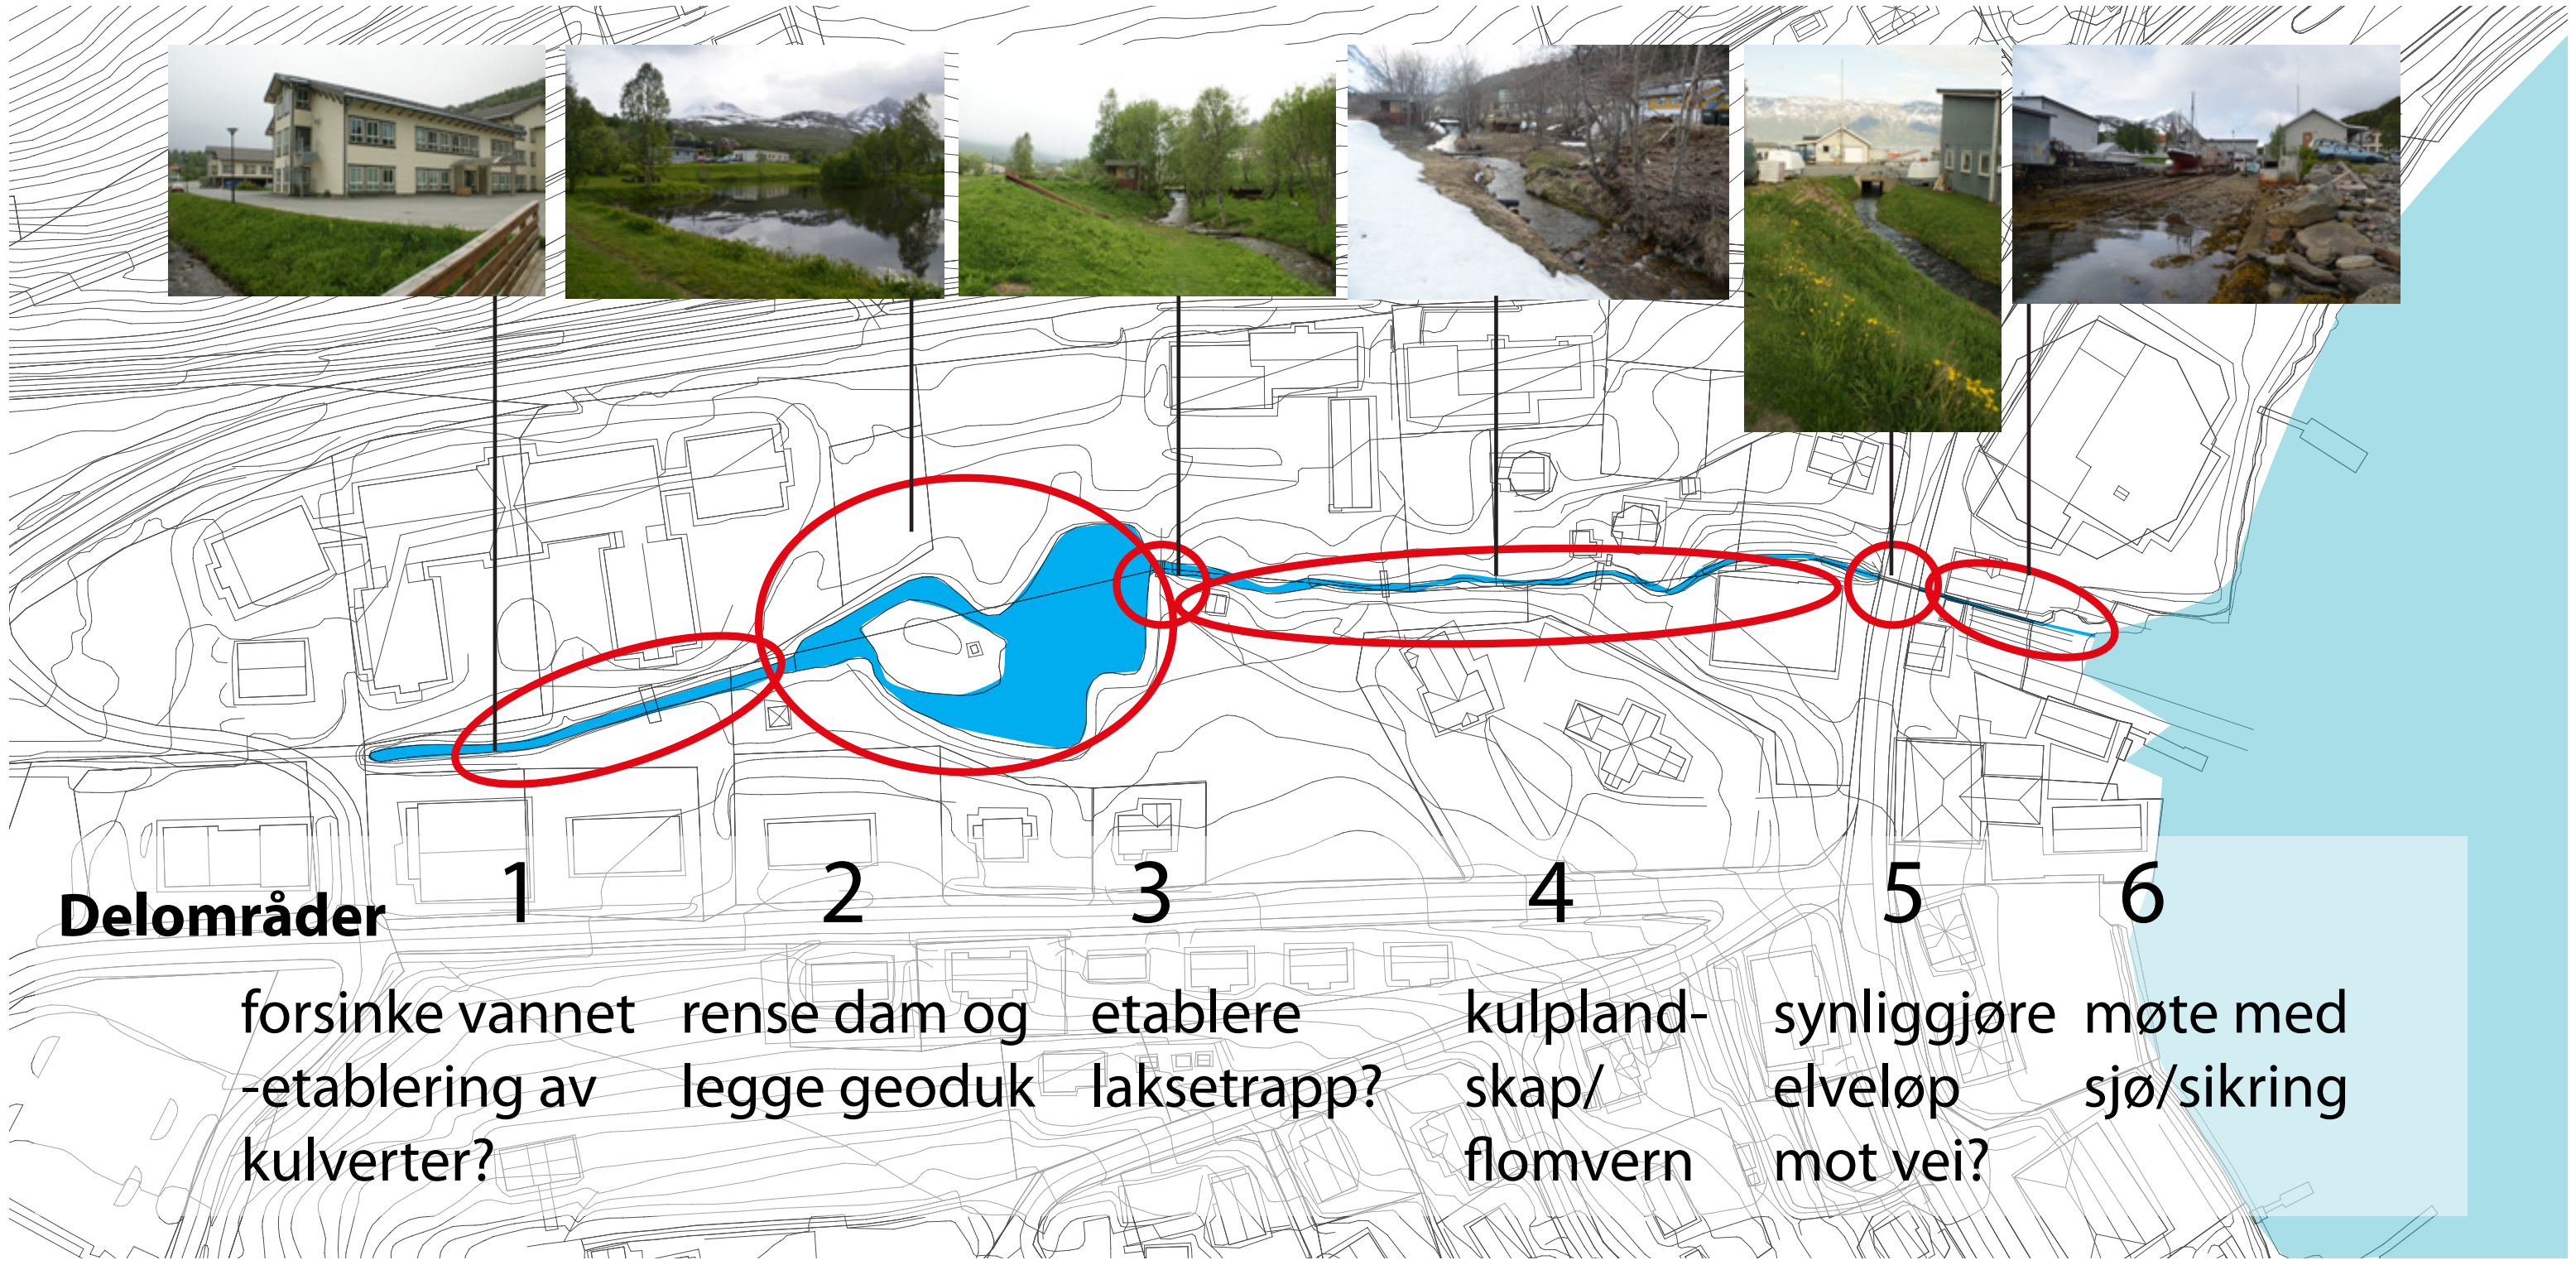 Delområder
1
2
3
4
5
6
forsinke vannet
-etablering av
kulverter?
rense dam og
legge geoduk
etablere
laksetrapp?
kulpland-
skap/
flomvern
synliggjøre
elveløp
mot vei?
møte med
sjø/sikring